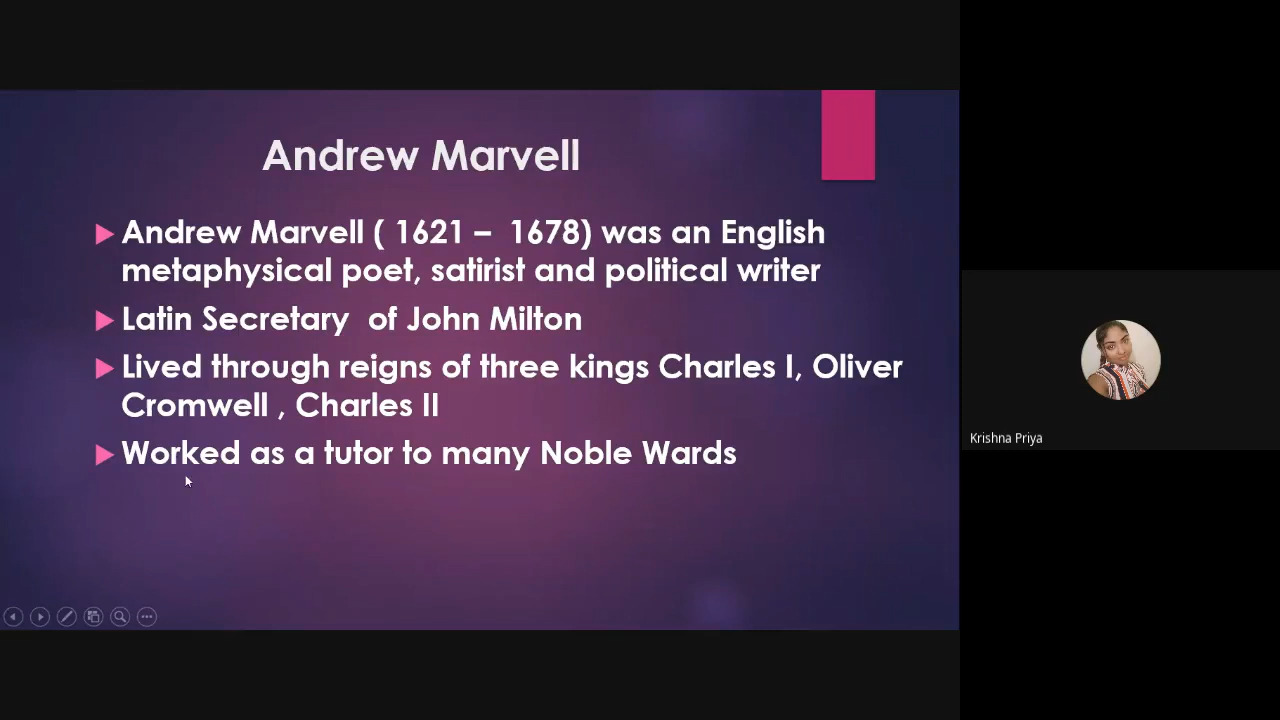 Andrew Marvell
Andrew Marvell ( 1621 – 1678) was an English
metaphysical poet, satirist and political writer
Latin Secretary of John Milton
Lived through reigns of three kings Charles I, Oliver
Cromwell , Charles II
Worked as a tutor to many Noble Wards
Krishna Priya